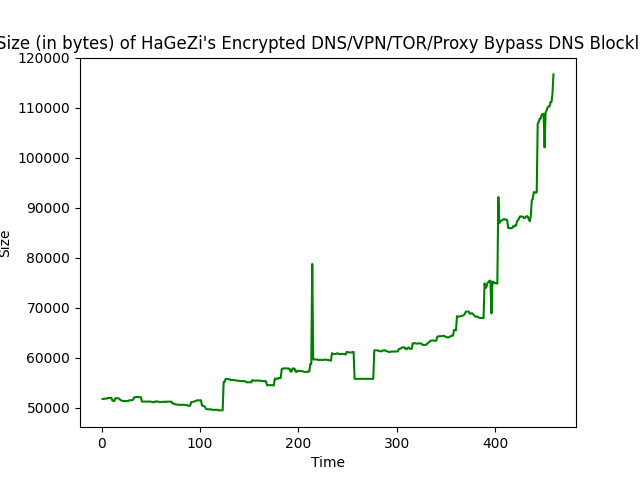 Size (in bytes) of HaGeZi's Encrypted DNS/VPN/TOR/Proxy Bypass DNS Blockl
120000
110000
100000
90000
80000
70000
60000
50000
Size
0 100 200 300 400
Time